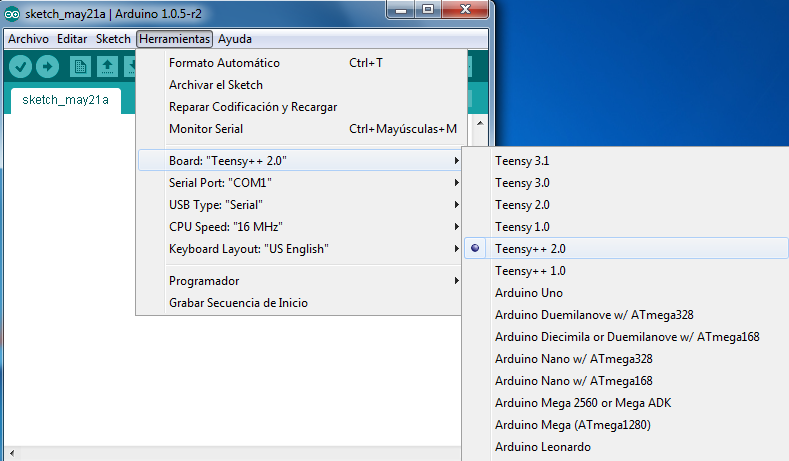 sketch_may21a | Arduino 1.0.5-r2
Archivo Editar Sketch Herramientas Ayuda
sketch_may21a
Formato Automático Ctrl+T
Archivar el Sketch
Reparar Codificación y Recargar
Monitor Serial Ctrl+Mayúsculas+M
Board: "Teensy++ 2.0"
Serial Port: "COM1"
USB Type: "Serial"
CPU Speed: "16 MHz"
Keyboard Layout: "US English"
Programador
Grabar Secuencia de Inicio
Teensy 3.1
Teensy 3.0
Teensy 2.0
Teensy 1.0
Teensy++ 2.0
Teensy++ 1.0
Arduino Uno
Arduino Duemilanove w/ ATmega328
Arduino Diecimila or Duemilanove w/ ATmega168
Arduino Nano w/ ATmega328
Arduino Nano w/ ATmega168
Arduino Mega 2560 or Mega ADK
Arduino Mega (ATmega1280)
Arduino Leonardo